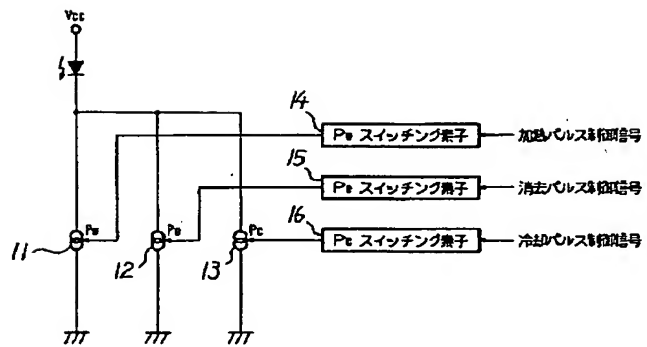 Vcc
14
Pw スイッチング素子
加熱パルス制御信号
15
Pe スイッチング素子
消去パルス制御信号
16
Pc スイッチング素子
冷却パルス制御信号
Pw
Pe
Pc
11
12
13